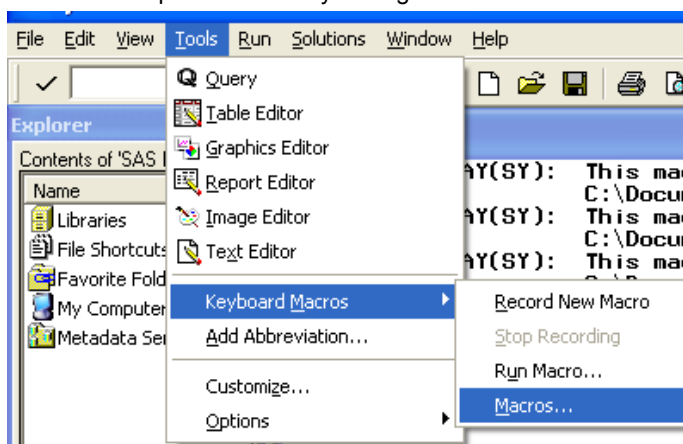 File Edit View Tools Run Solutions Window Help
Query
Table Editor
Explorer
Graphics Editor
Contents of 'SAS
AY(SY): This mac
Name
Report Editor
C:\Docum
Libraries
Image Editor
AY(SY): This mac
File Shortcuts
C:\Docum
Text Editor
AY(SY): This mac
Favorite Fold
My Computer
Keyboard Macros
Record New Macro
Metadata Ser
Add Abbreviation...
Stop Recording
Run Macro...
Customize...
Macros...
Options